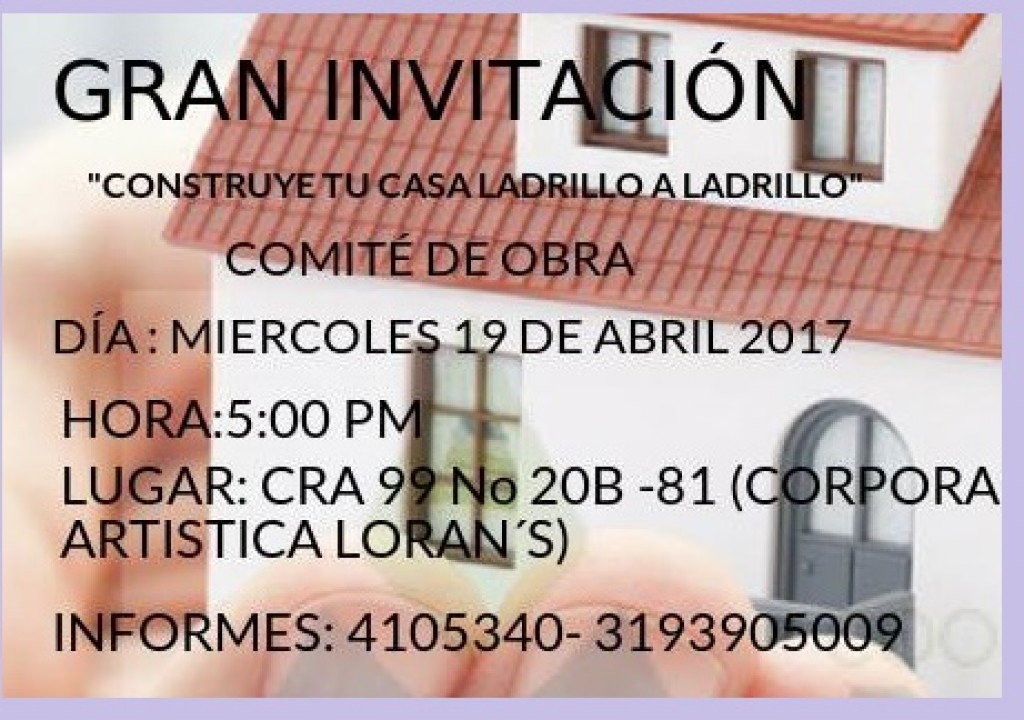 GRAN INVITACIÓN
"CONSTRUYE TU CASA LADRILLO A LADRILLO"
COMITÉ DE OBRA
DÍA : MIERCOLES 19 DE ABRIL 2017
HORA:5:00 PM
LUGAR: CRA 99 No 20B -81 (CORPORA
ARTISTICA LORAN´S)
INFORMES: 4105340- 3193905009